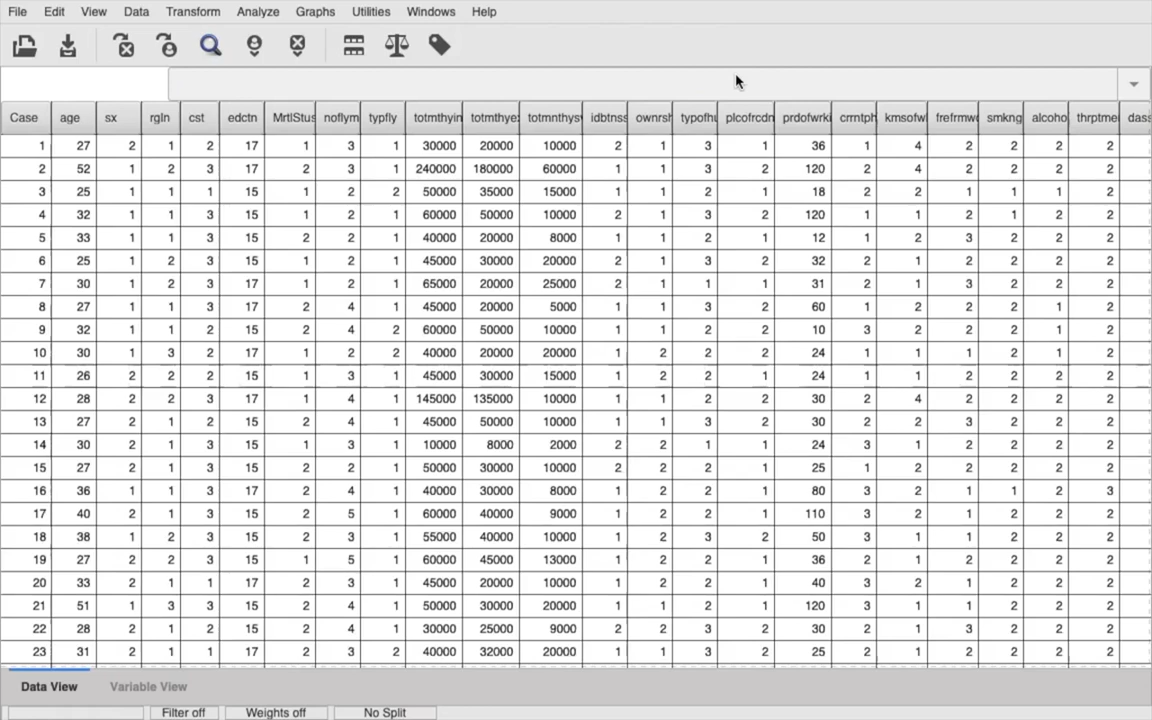 File Edit View Data Transform Analyze Graphs Utilities Windows Help
Case age sx rgln cst edctn MrtlStus noflym typfly totmthyin totmthye: totmnthys idbtnss ownrsh typofhu plcofrcdn prdofwrki crrntph kmsofwl frefrmwo smkng alcoho thrptme dass
1 27 2 1 2 17 1 3 1 30000 20000 10000 2 1 3 1 36 1 4 2 2 2 2
2 52 1 2 3 17 2 3 1 240000 180000 60000 1 1 3 2 120 2 4 2 2 2 2
3 25 1 1 1 15 1 2 2 50000 35000 15000 1 1 2 1 18 2 2 1 1 1 2
4 32 1 1 3 15 1 2 1 60000 50000 10000 2 1 3 2 120 1 1 2 1 2 2
5 33 1 1 3 15 2 2 1 40000 20000 8000 1 1 2 1 12 1 2 3 2 2 2
6 25 1 2 3 15 1 2 1 45000 30000 20000 2 1 3 2 32 2 1 2 2 2 2
7 30 1 2 3 17 1 2 1 65000 20000 25000 2 1 1 1 31 2 1 3 2 2 2
8 27 1 1 3 17 2 4 1 45000 20000 5000 1 1 3 2 60 1 2 2 2 1 2
9 32 1 1 2 15 2 4 2 60000 50000 10000 1 1 2 2 10 3 2 2 2 1 2
10 30 1 3 2 17 1 2 2 40000 20000 20000 1 2 2 2 24 1 1 1 2 1 2
11 26 2 2 2 15 1 3 1 45000 30000 15000 1 2 2 1 24 1 1 2 2 2 2
12 28 2 2 3 17 1 4 1 145000 135000 10000 1 1 2 2 30 2 4 2 2 2 2
13 27 2 1 2 15 2 4 1 45000 50000 10000 1 1 3 2 30 2 2 3 2 2 2
14 30 2 1 3 15 1 3 1 10000 8000 2000 2 2 1 1 24 3 1 2 2 2 2
15 27 2 1 3 15 2 2 1 50000 30000 10000 2 2 2 1 25 1 2 2 2 2 2
16 36 1 1 3 17 2 4 1 40000 30000 8000 1 2 2 1 80 3 2 1 1 2 3
17 40 2 1 3 15 2 5 1 60000 40000 9000 1 2 2 1 110 3 2 1 2 2 2
18 38 1 2 3 15 2 3 1 55000 40000 10000 1 2 3 2 50 3 1 1 2 2 2
19 27 2 2 3 15 1 5 1 60000 45000 13000 1 2 2 1 36 2 1 2 2 2 2
20 33 2 1 1 17 2 3 1 45000 20000 10000 1 2 2 1 40 3 2 1 2 2 2
21 51 1 3 3 15 2 4 1 50000 30000 20000 1 1 2 1 120 3 1 1 2 2 2
22 28 2 1 2 15 2 4 1 30000 25000 9000 2 2 3 2 30 2 1 3 2 2 2
23 31 2 1 1 17 2 3 2 40000 32000 20000 1 1 3 2 25 2 1 2 2 2 2
Data View Variable View
Filter off Weights off No Split